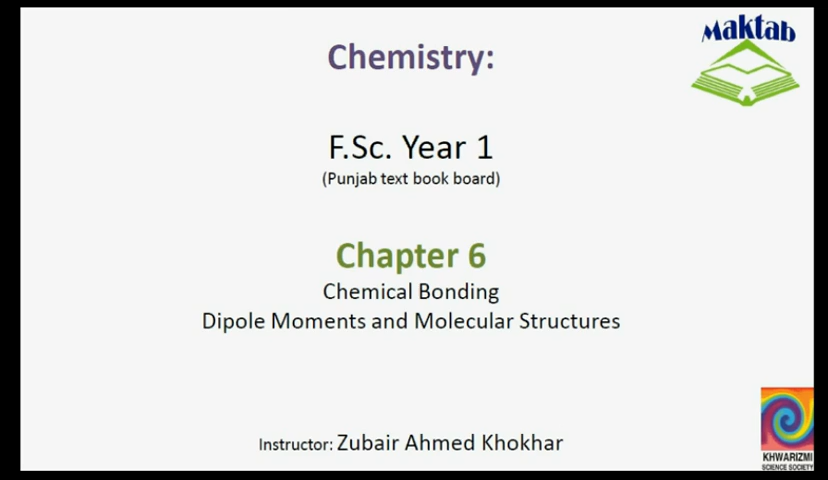 Maktab
Chemistry:
F.Sc. Year 1
(Punjab text book board)
Chapter 6
Chemical Bonding
Dipole Moments and Molecular Structures
Instructor: Zubair Ahmed Khokhar
KHWARIZMI
SCIENCE SOCIETY